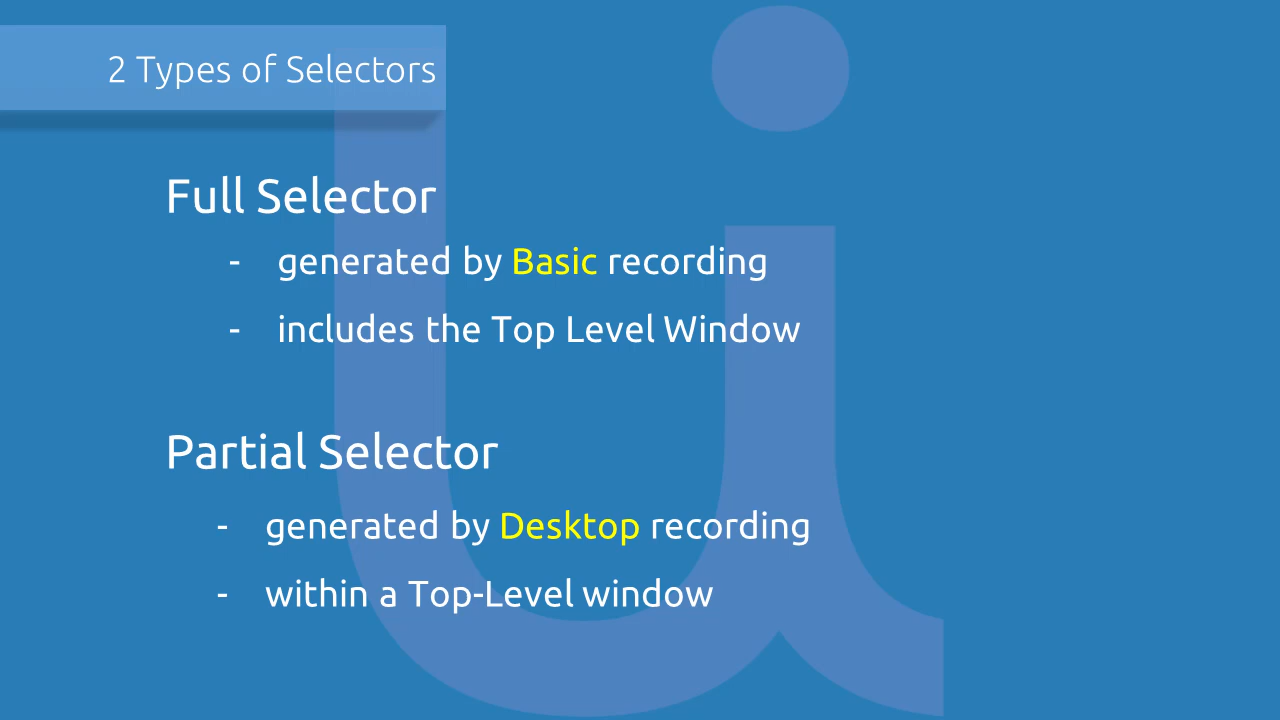 2 Types of Selectors
Full Selector
- generated by Basic recording
- includes the Top Level Window
Partial Selector
- generated by Desktop recording
- within a Top-Level window